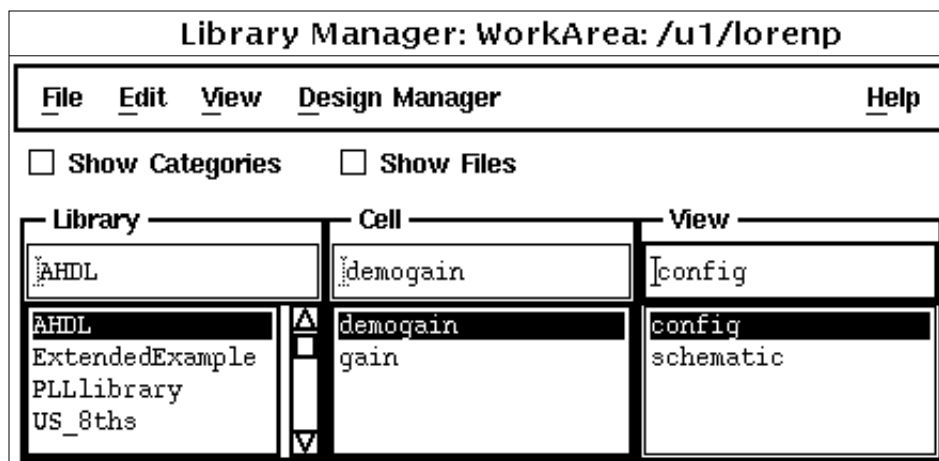 Library Manager: WorkArea: /u1/lorenp
File Edit View Design Manager Help
Show Categories Show Files
Library Cell View
AHDL demogain config
AHDL demogain config
ExtendedExample gain schematic
PLLlibrary
US_8ths